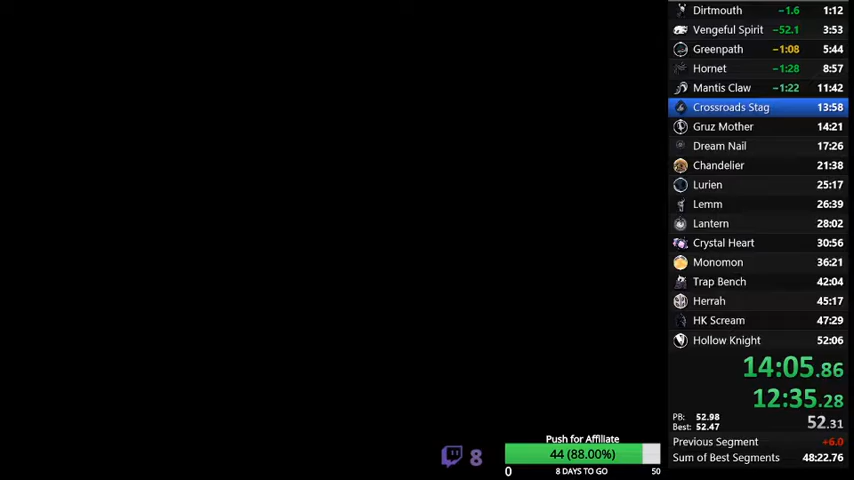 Dirtmouth −1.6 1:12
Vengeful Spirit −52.1 3:53
Greenpath −1:08 5:44
Hornet −1:28 8:57
Mantis Claw −1:22 11:42
Crossroads Stag 13:58
Gruz Mother 14:21
Dream Nail 17:26
Chandelier 21:38
Lurien 25:17
Lemm 26:39
Lantern 28:02
Crystal Heart 30:56
Monomon 36:21
Trap Bench 42:04
Herrah 45:17
HK Scream 47:29
Hollow Knight 52:06
14:05.86
12:35.28
PB: 52.98
Best: 52.47
52.31
Previous Segment +6.0
Sum of Best Segments 48:22.76
Push for Affiliate
8
44 (88.00%)
0 8 DAYS TO GO 50